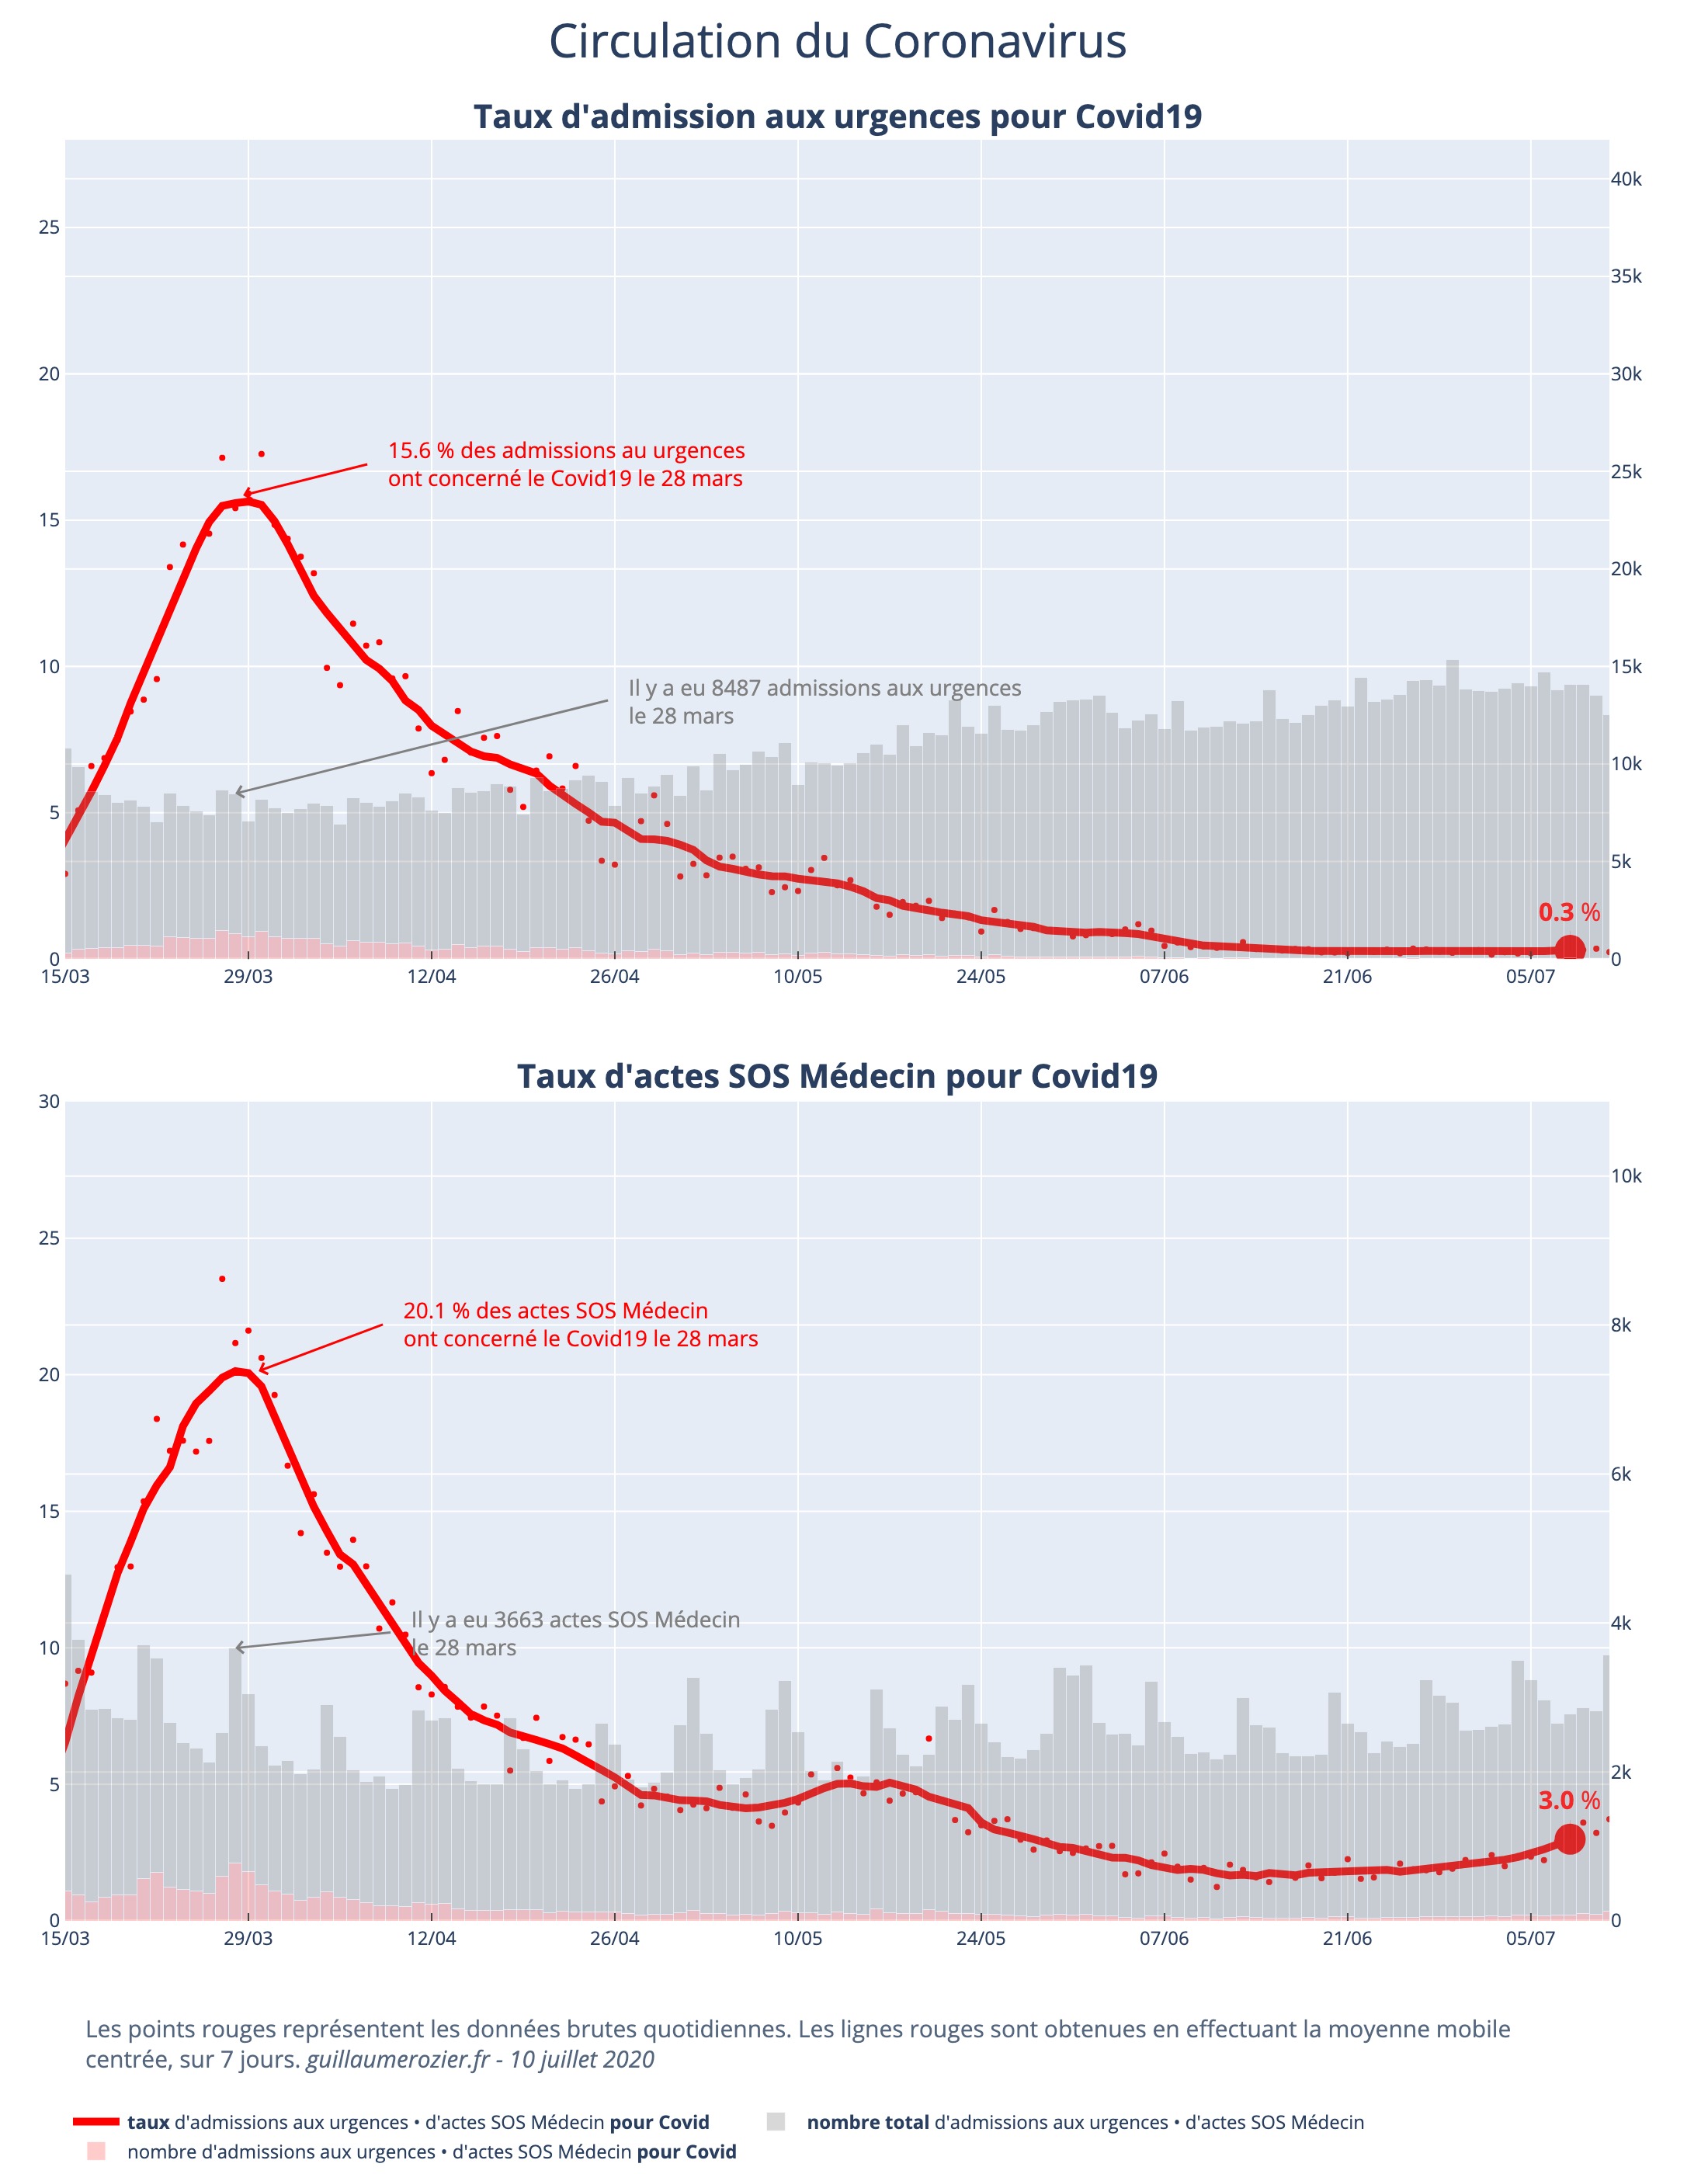 Circulation du Coronavirus
Taux d'admission aux urgences pour Covid19
40k
25
35k
20
30k
15.6 % des admissions au urgences
ont concerné le Covid19 le 28 mars
25k
15
20k
10
15k
Il y a eu 8487 admissions aux urgences
le 28 mars
10k
5
5k
0.3 %
0
0
15/03 29/03 12/04 26/04 10/05 24/05 07/06 21/06 05/07
Taux d'actes SOS Médecin pour Covid19
30
10k
25
20.1 % des actes SOS Médecin
ont concerné le Covid19 le 28 mars
8k
20
6k
15
Il y a eu 3663 actes SOS Médecin
le 28 mars
4k
10
2k
5
3.0 %
0
0
15/03 29/03 12/04 26/04 10/05 24/05 07/06 21/06 05/07
Les points rouges représentent les données brutes quotidiennes. Les lignes rouges sont obtenues en effectuant la moyenne mobile
centrée, sur 7 jours. guillaumerozier.fr - 10 juillet 2020
taux d'admissions aux urgences • d'actes SOS Médecin pour Covid
nombre total d'admissions aux urgences • d'actes SOS Médecin
nombre d'admissions aux urgences • d'actes SOS Médecin pour Covid